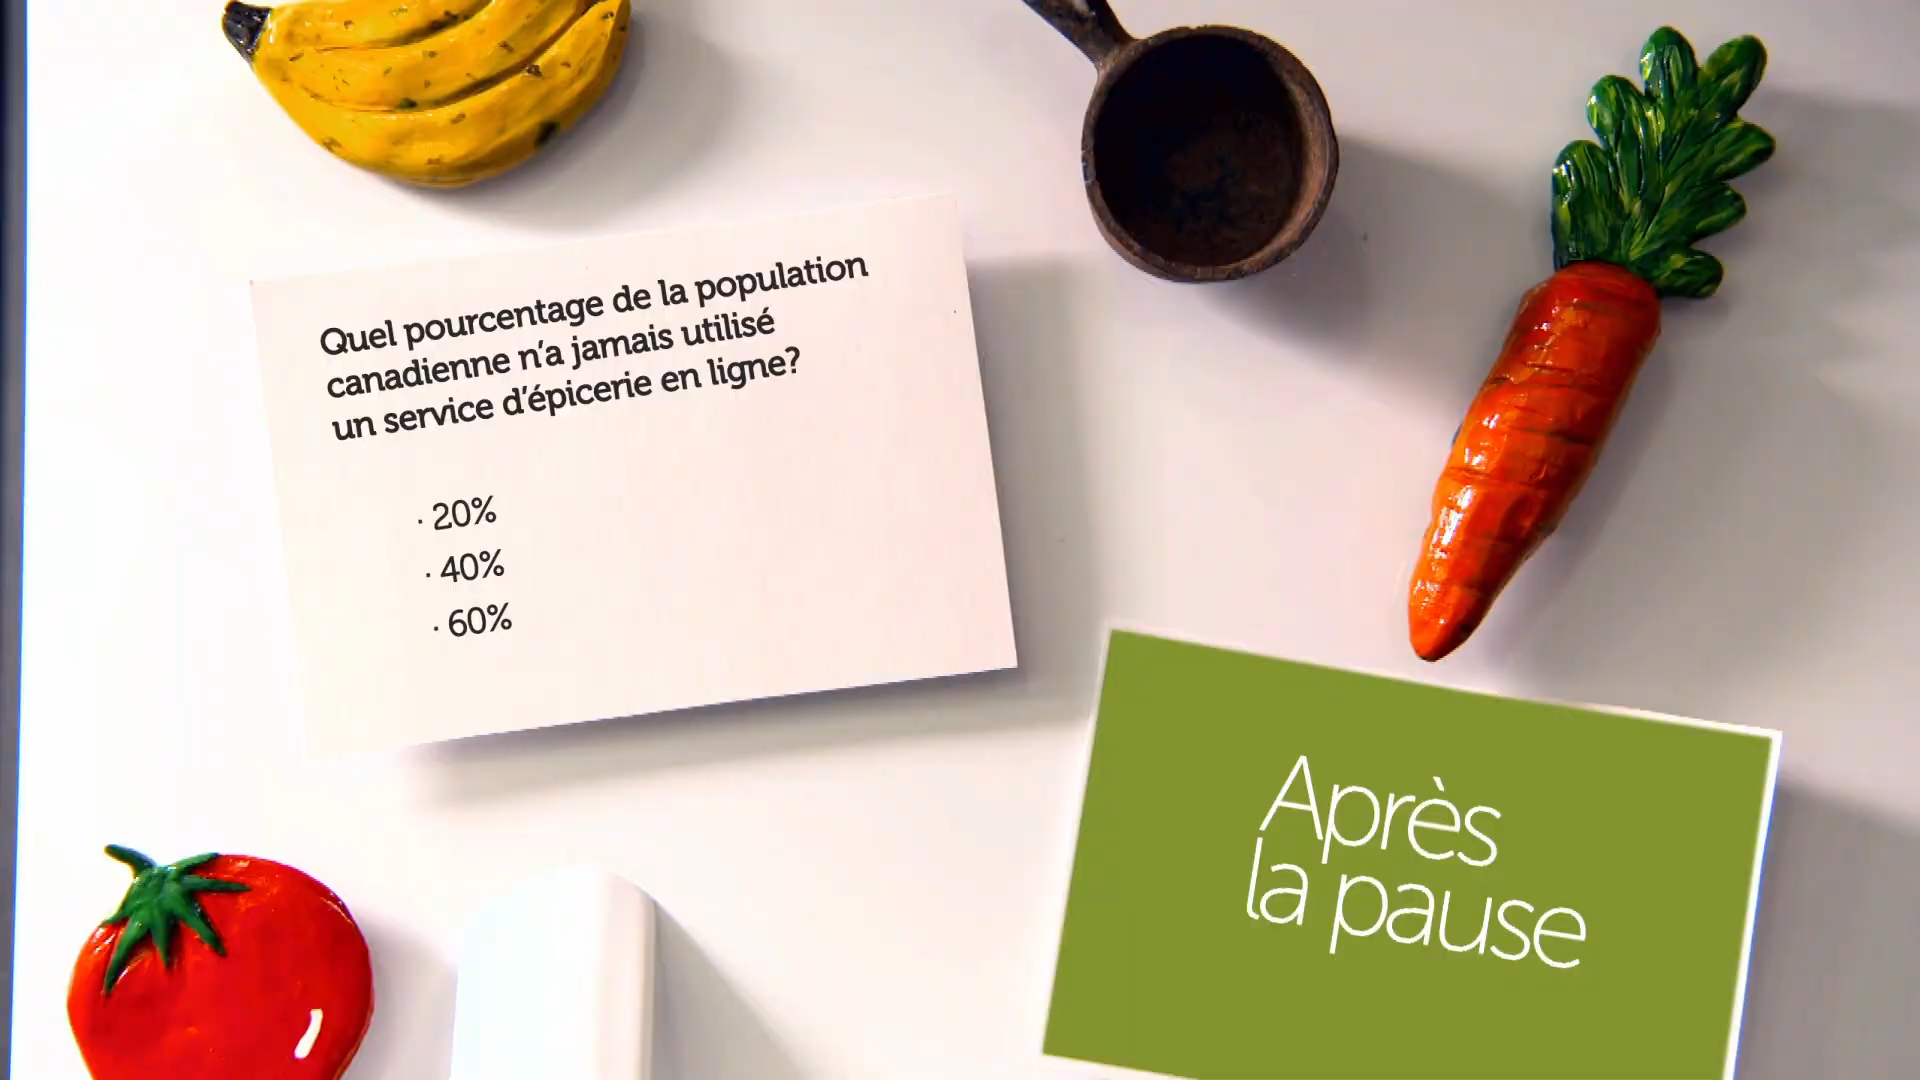 Quel pourcentage de la population
canadienne n'a jamais utilisé
un service d'épicerie en ligne?
· 20%
· 40%
· 60%
Après
la pause